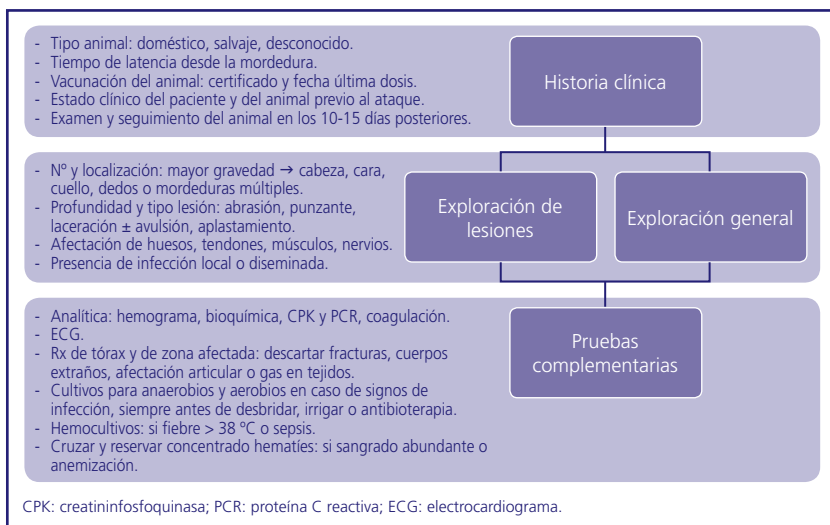 - Tipo animal: doméstico, salvaje, desconocido.
- Tiempo de latencia desde la mordedura.
- Vacunación del animal: certificado y fecha última dosis.
- Estado clínico del paciente y del animal previo al ataque.
- Examen y seguimiento del animal en los 10-15 días posteriores.
Historia clínica
- Nº y localización: mayor gravedad → cabeza, cara,
cuello, dedos o mordeduras múltiples.
- Profundidad y tipo lesión: abrasión, punzante,
laceración ± avulsión, aplastamiento.
- Afectación de huesos, tendones, músculos, nervios.
- Presencia de infección local o diseminada.
Exploración de
lesiones
Exploración general
- Analítica: hemograma, bioquímica, CPK y PCR, coagulación.
- ECG.
- Rx de tórax y de zona afectada: descartar fracturas, cuerpos
extraños, afectación articular o gas en tejidos.
- Cultivos para anaerobios y aerobios en caso de signos de
infección, siempre antes de desbridar, irrigar o antibioterapia.
- Hemocultivos: si fiebre > 38 ºC o sepsis.
- Cruzar y reservar concentrado hematíes: si sangrado abundante o
anemización.
Pruebas
complementarias
CPK: creatininfosfoquinasa; PCR: proteína C reactiva; ECG: electrocardiograma.